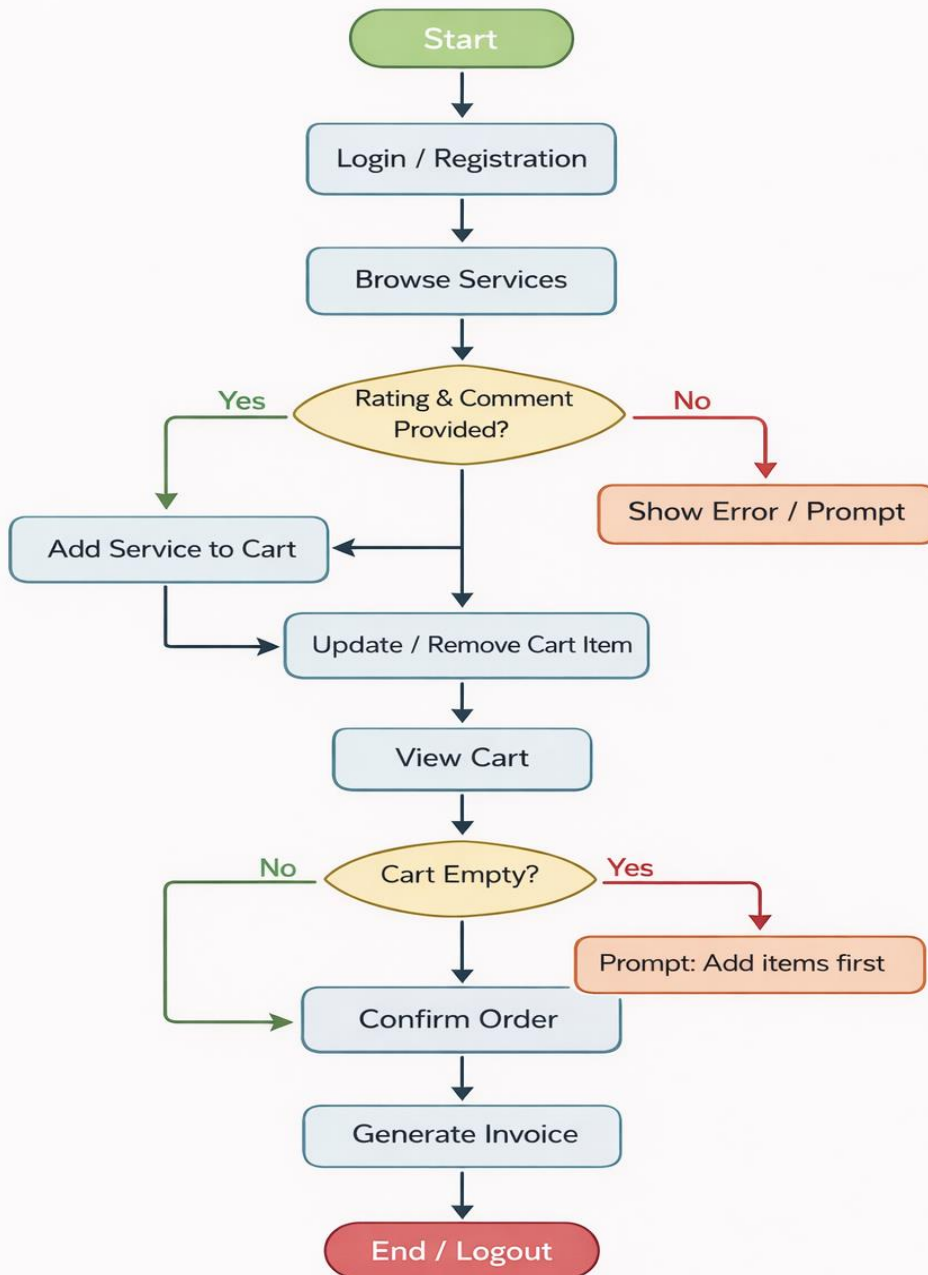 Start
Login / Registration
Browse Services
Rating & Comment
Provided?
Yes
No
Show Error / Prompt
Add Service to Cart
Update / Remove Cart Item
View Cart
Cart Empty?
No
Yes
Prompt: Add items first
Confirm Order
Generate Invoice
End / Logout